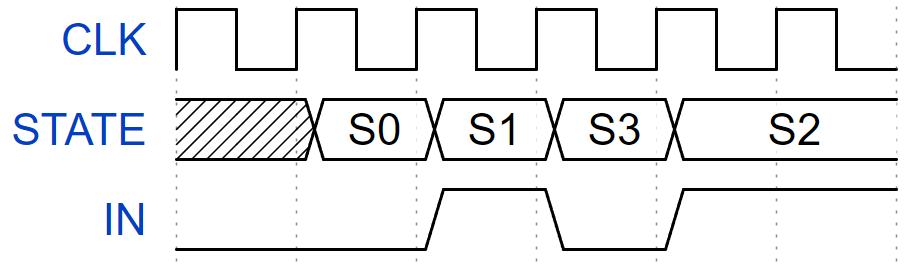 CLK
STATE S0 S1 S3 S2
IN